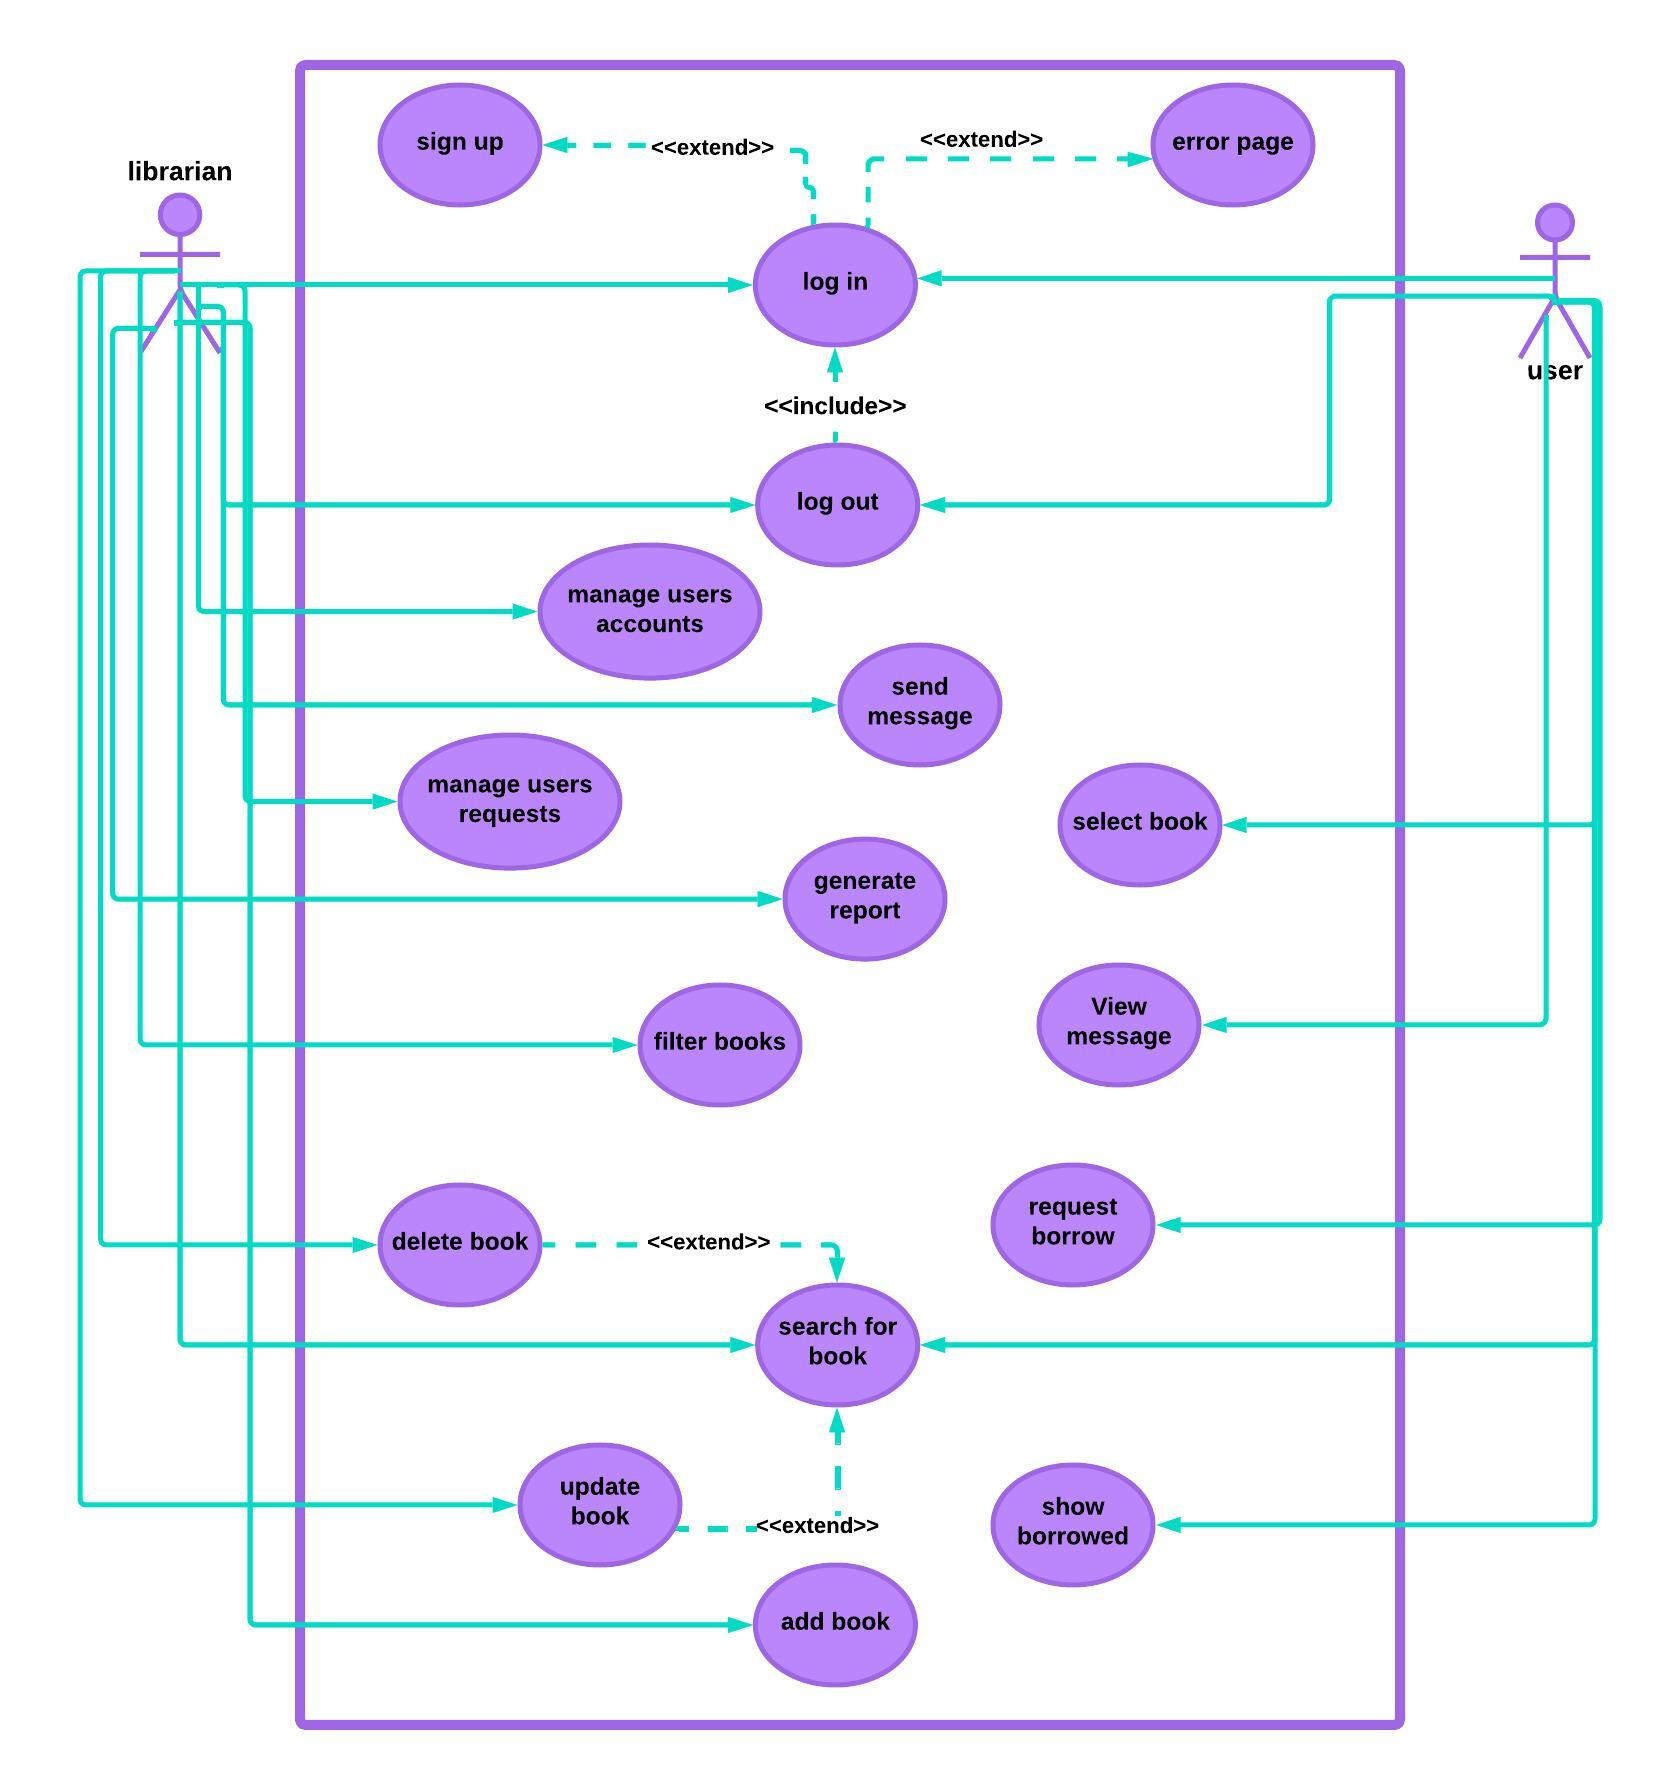 sign up
<<extend>>
<<extend>>
error page
librarian
log in
user
<<include>>
log out
manage users
accounts
send
message
manage users
requests
select book
generate
report
View
message
filter books
request
borrow
delete book
<<extend>>
search for
book
update
book
<<extend>>
show
borrowed
add book